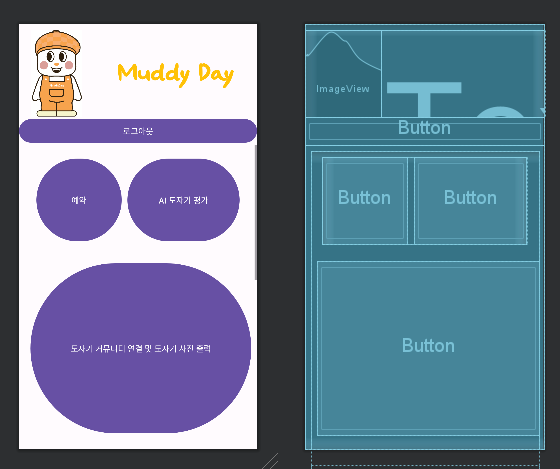 Muddy Day
로그아웃
예약
AI 도자기 평가
도자기 커뮤니티 연결 및 도자기 사진 출력
ImageView
Button
Button
Button
Button